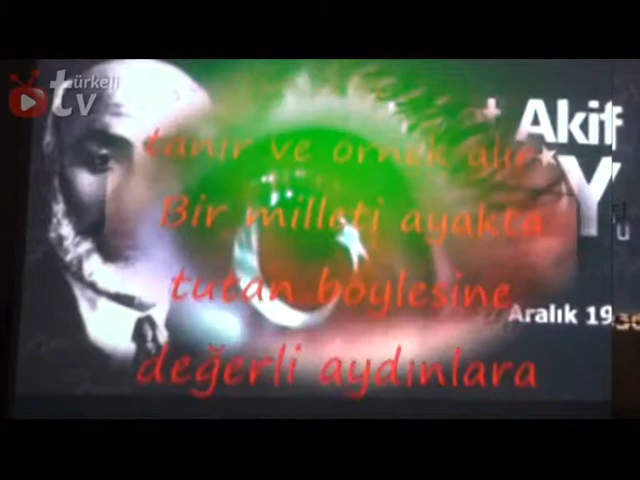 türkeli
tv
Akif
Y
tanır ve örnek alır
Bir milleti ayakta
tutan böylesine
Aralık 19
değerli aydınlara